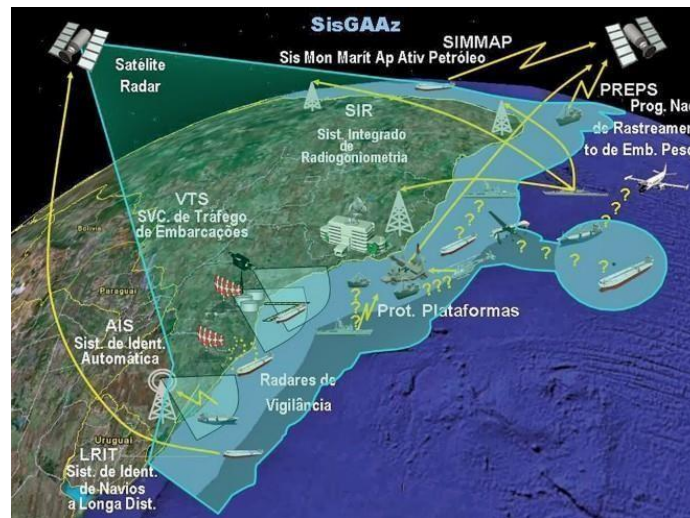 SisGAAz
SIMMAP
Sis Mon Marít Ap Ativ Petróleo
Satélite
Radar
PREPS
Prog. Nac
de Rastreamen
to de Emb. Pesc
SIR
Sist. Integrado
de
Radiogoniometria
VTS
SVC. de Tráfego
de Embarcações
Bolivia
Paraguai
? ? ?
? ? ?
? ? ? ?
? ?
? ? ?
Prot. Plataformas
AIS
Sist. de Ident.
Automática
Radares de
Vigilância
Uruguai
LRIT
Sist. de Ident.
de Navios
a Longa Dist.